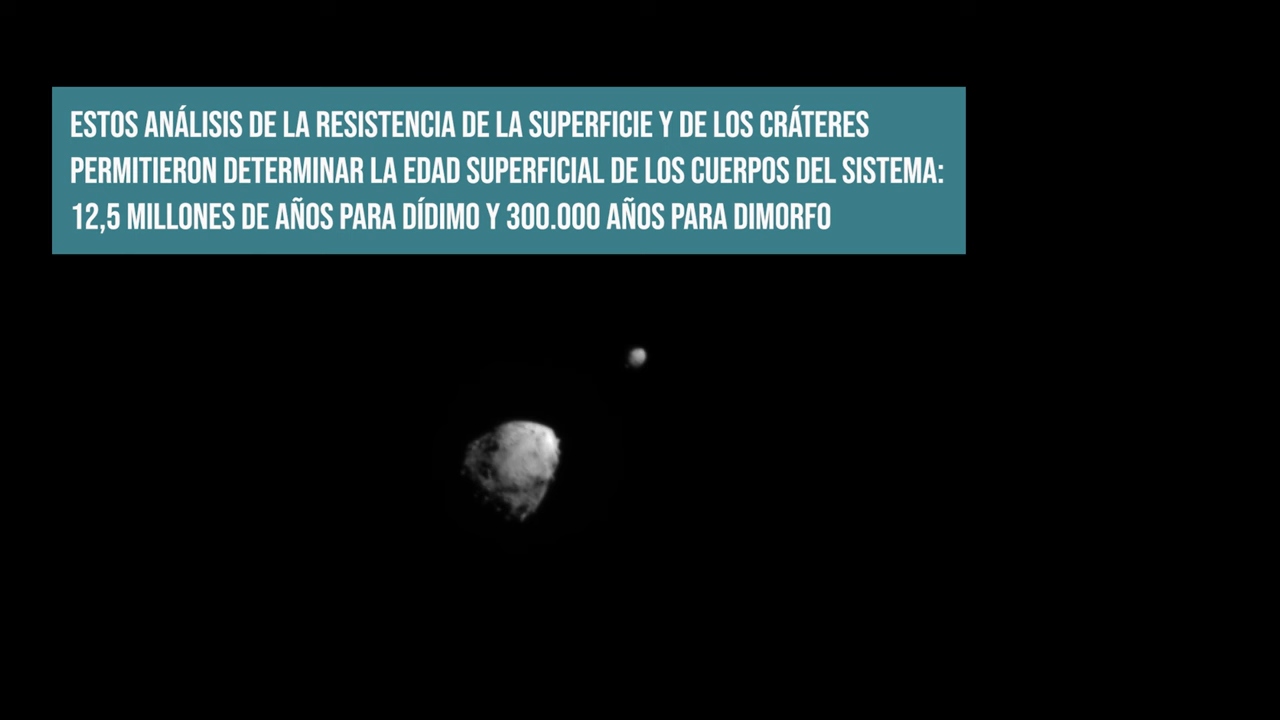 ESTOS ANÁLISIS DE LA RESISTENCIA DE LA SUPERFICIE Y DE LOS CRÁTERES
PERMITIERON DETERMINAR LA EDAD SUPERFICIAL DE LOS CUERPOS DEL SISTEMA:
12,5 MILLONES DE AÑOS PARA DÍDIMO Y 300.000 AÑOS PARA DIMORFO